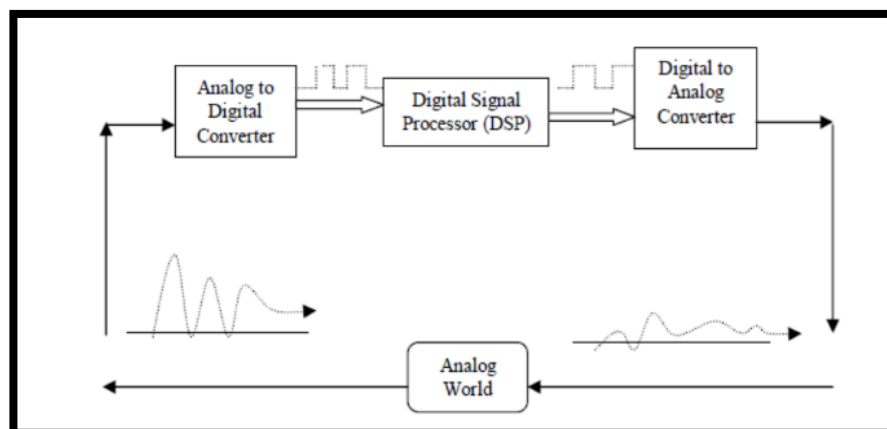 Analog to
Digital
Converter
Digital Signal
Processor (DSP)
Digital to
Analog
Converter
Analog
World